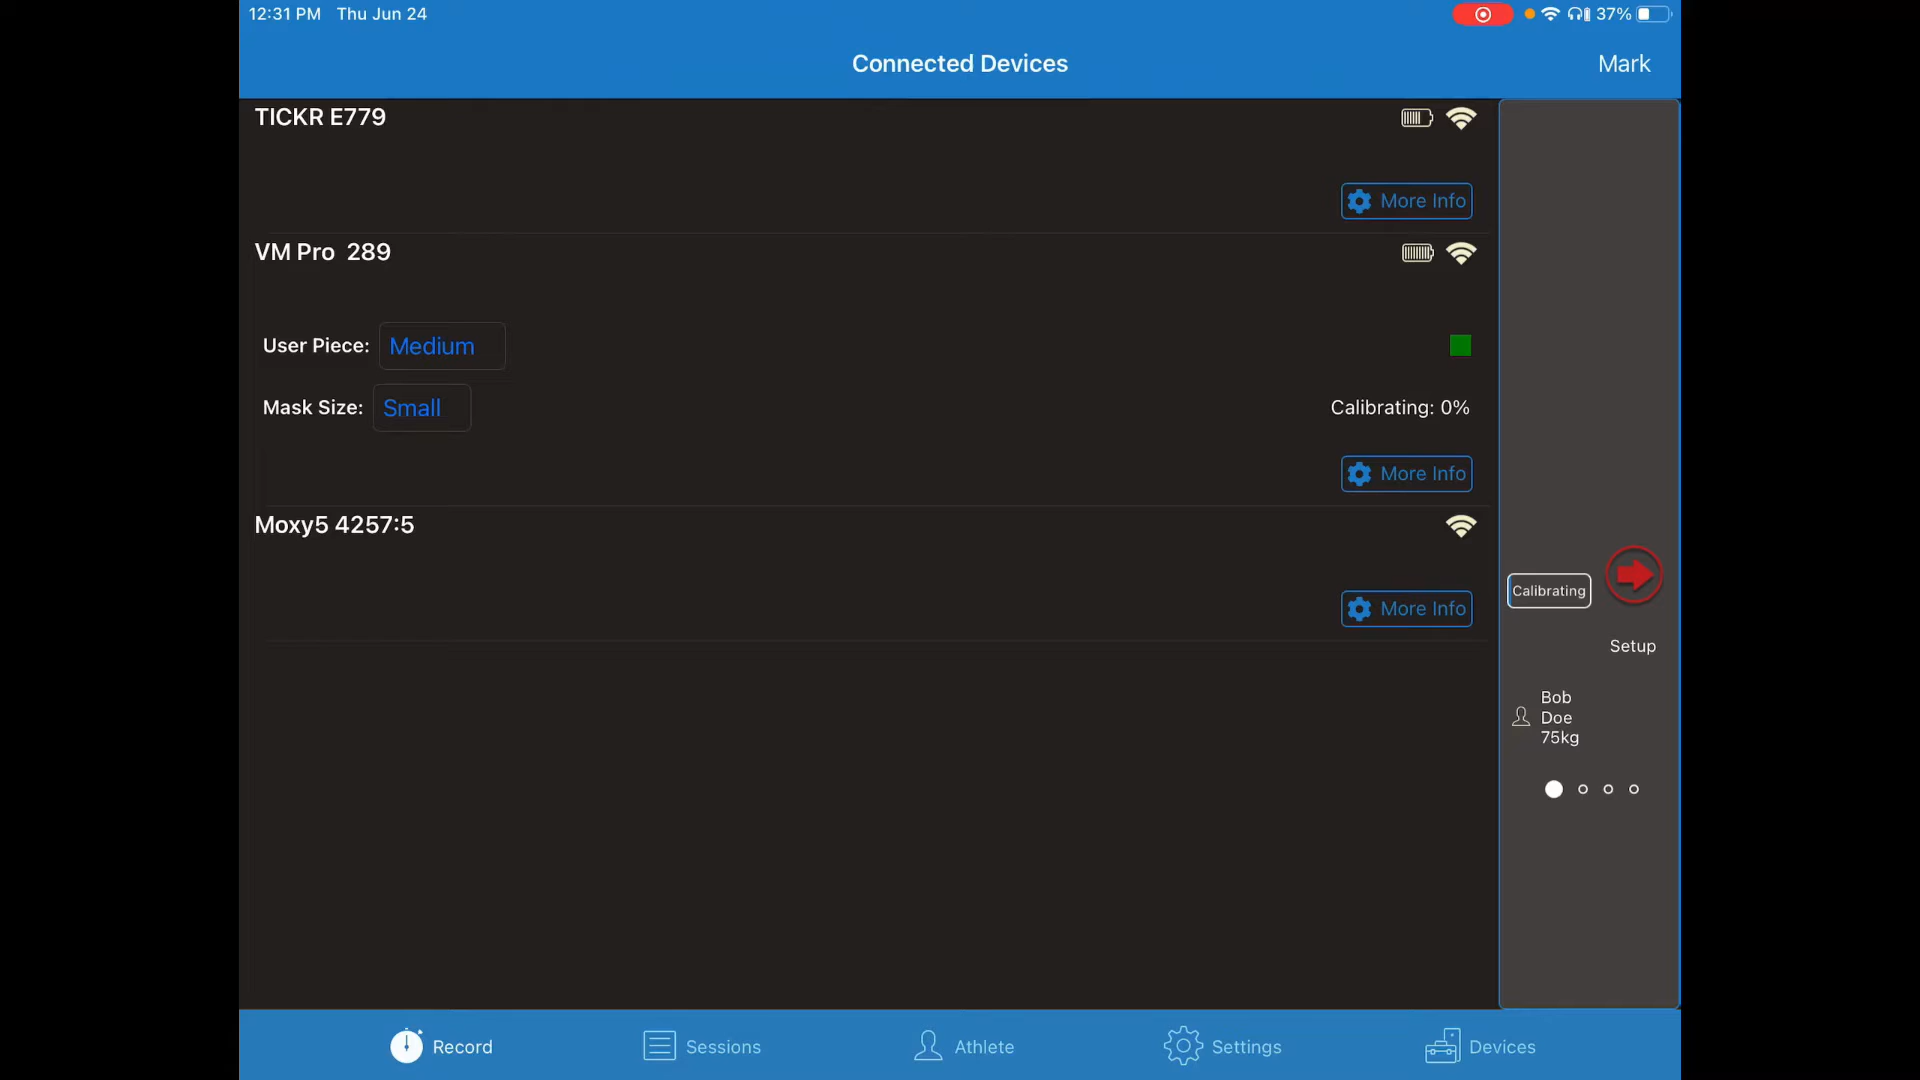 12:31 PM Thu Jun 24
37%
Connected Devices
Mark
TICKR E779
More Info
VM Pro 289
User Piece: Medium
Mask Size: Small
Calibrating: 0%
More Info
Moxy5 4257:5
More Info
Calibrating
Setup
Bob
Doe
75kg
Record
Sessions
Athlete
Settings
Devices